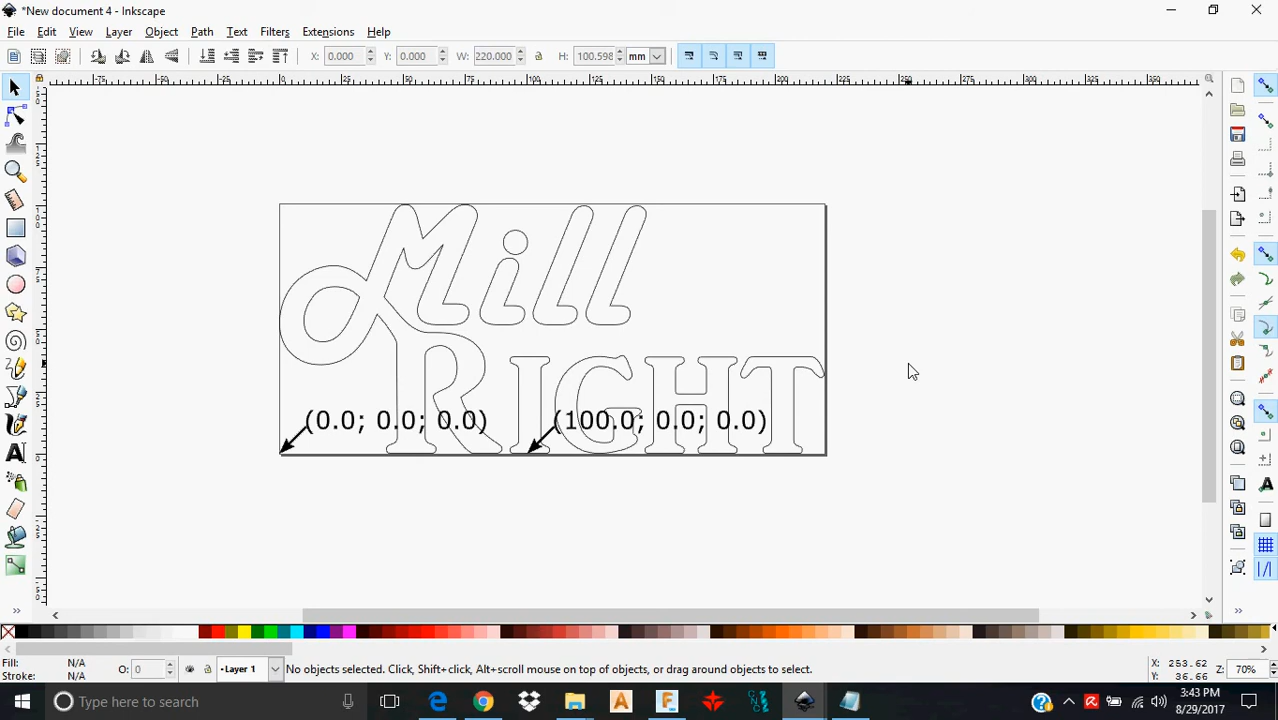 *New document 4 - Inkscape
File Edit View Layer Object Path Text Filters Extensions Help
X: 0.000 Y: 0.000 W: 220.000 H: 100.598 mm
Mill
RIGHT
(0.0; 0.0; 0.0) (100.0; 0.0; 0.0)
Fill: N/A
Stroke: N/A
O: 0
Layer 1
No objects selected. Click, Shift+click, Alt+scroll mouse on top of objects, or drag around objects to select.
X: 253.62
Y: 36.66
Z: 70%
Type here to search
3:43 PM
8/29/2017